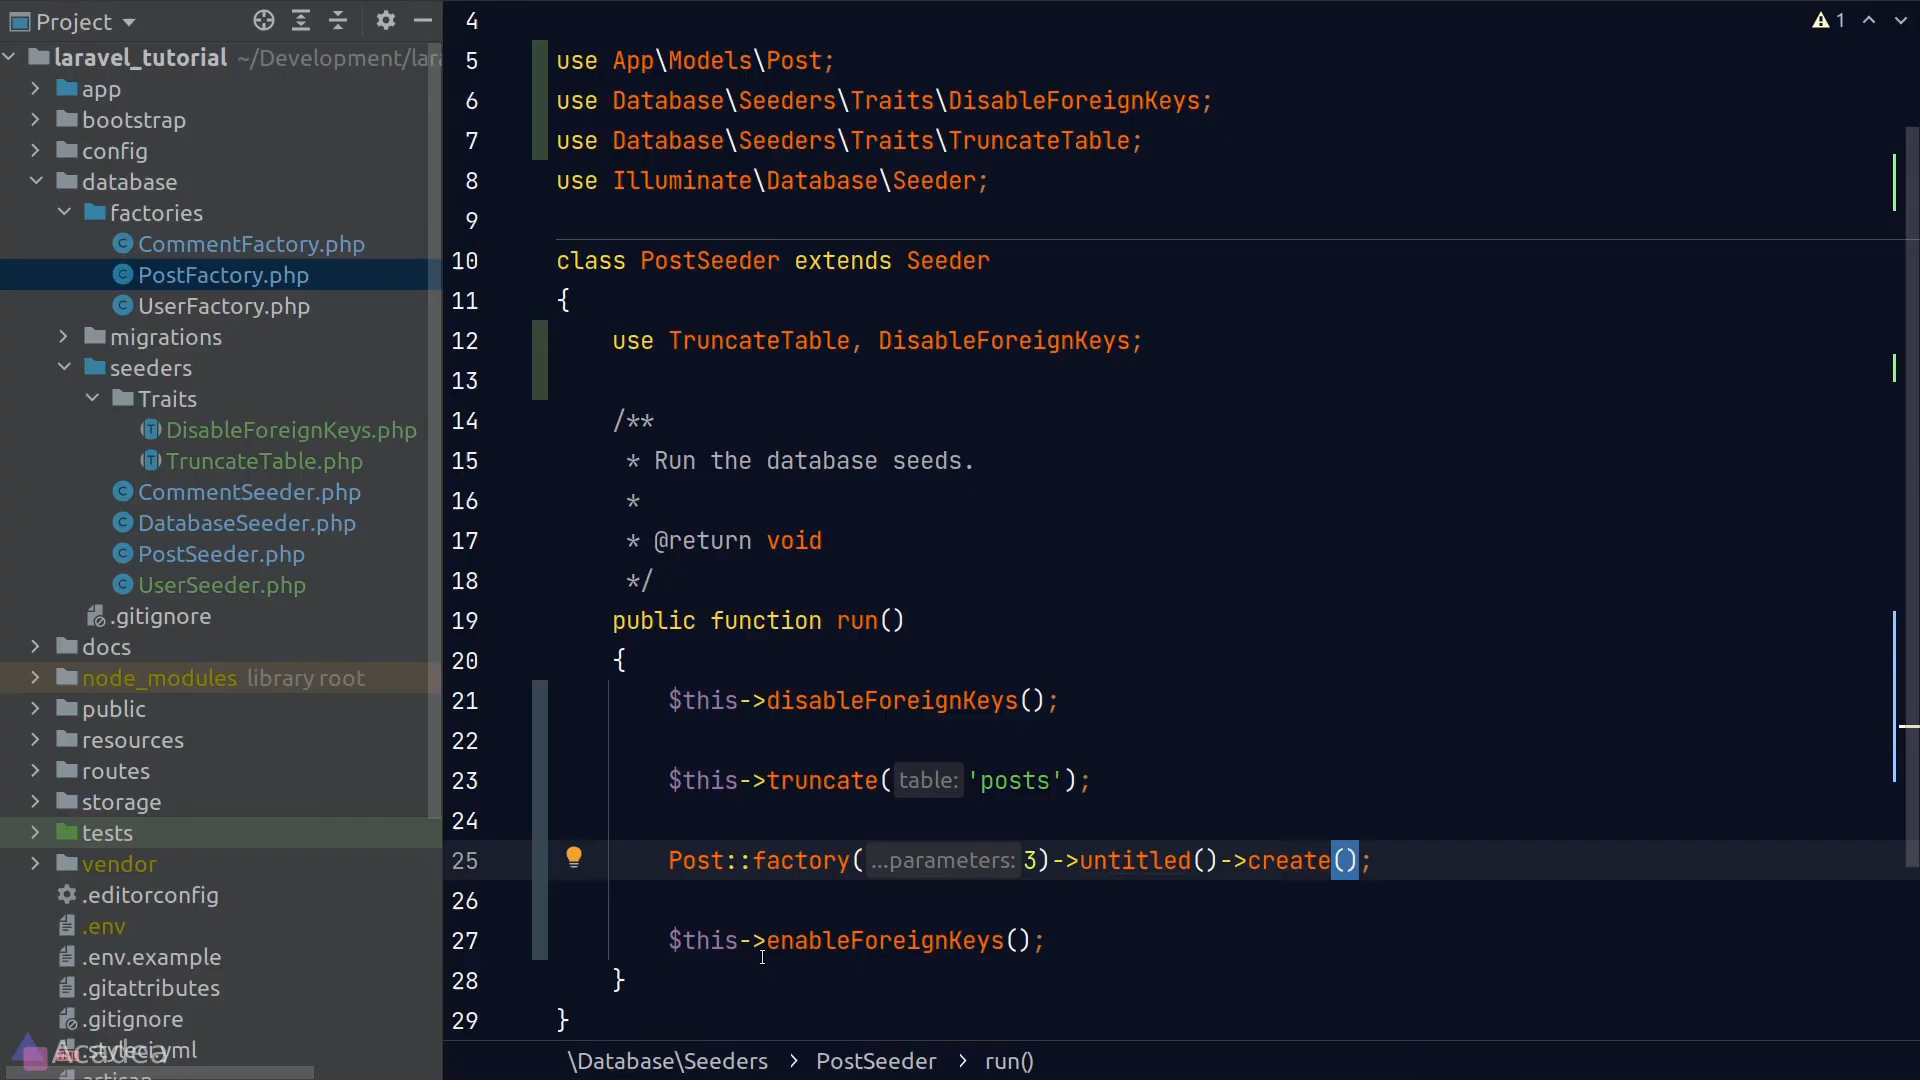 Project
laravel_tutorial ~/Development/lar
app
bootstrap
config
database
factories
CommentFactory.php
PostFactory.php
UserFactory.php
migrations
seeders
Traits
DisableForeignKeys.php
TruncateTable.php
CommentSeeder.php
DatabaseSeeder.php
PostSeeder.php
UserSeeder.php
.gitignore
docs
node_modules library root
public
resources
routes
storage
tests
vendor
.editorconfig
.env
.env.example
.gitattributes
.gitignore
.styleci.yml
artisan
Acadea
1
4
5 use App\Models\Post;
6 use Database\Seeders\Traits\DisableForeignKeys;
7 use Database\Seeders\Traits\TruncateTable;
8 use Illuminate\Database\Seeder;
9
10 class PostSeeder extends Seeder
11 {
12 use TruncateTable, DisableForeignKeys;
13
14 /**
15 * Run the database seeds.
16 *
17 * @return void
18 */
19 public function run()
20 {
21 $this->disableForeignKeys();
22
23 $this->truncate( table: 'posts');
24
25 Post::factory( ...parameters: 3)->untitled()->create();
26
27 $this->enableForeignKeys();
28 }
29 }
\Database\Seeders > PostSeeder > run()